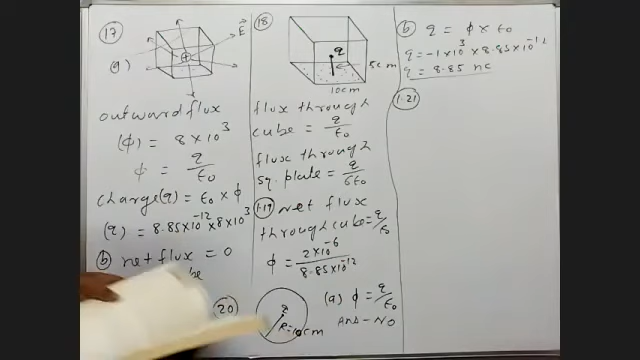 17
E
(a)
outward flux
(ϕ) = 8×10³
ϕ = q/ε0
charge(q) = ε0 × ϕ
(q) = 8.85×10⁻¹²×8×10³
(b) net flux = 0
18
q
5cm
10cm
flux through
cube = q/ε0
flux through
sq. plate = q/6ε0
1.19 net flux
through cube = q/ε0
ϕ = 2×10⁻⁶/8.85×10⁻¹²
20
q
R=10cm
(a) ϕ = q/ε0
Ans – No
(b) q = ϕ × ε0
q = -1×10³×8.85×10⁻¹²
q = 8.85 nc
1.21